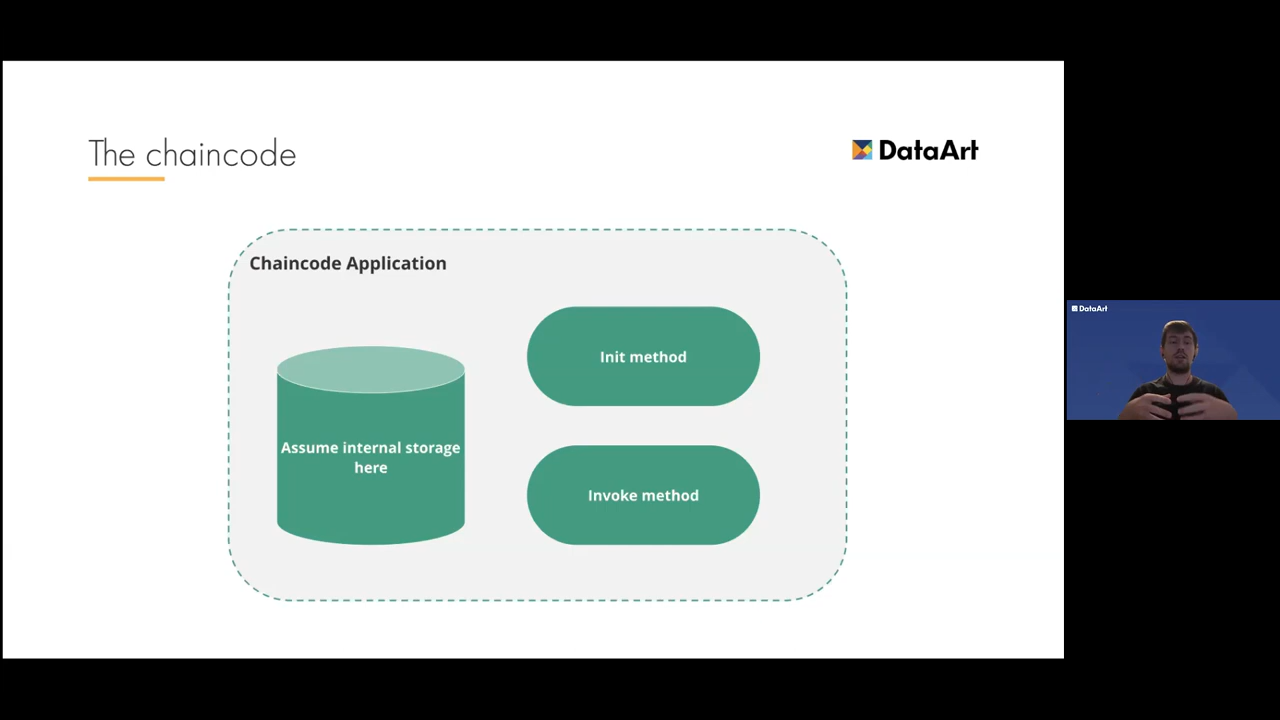 The chaincode
DataArt
Chaincode Application
Init method
Assume internal storage
here
Invoke method
DataArt